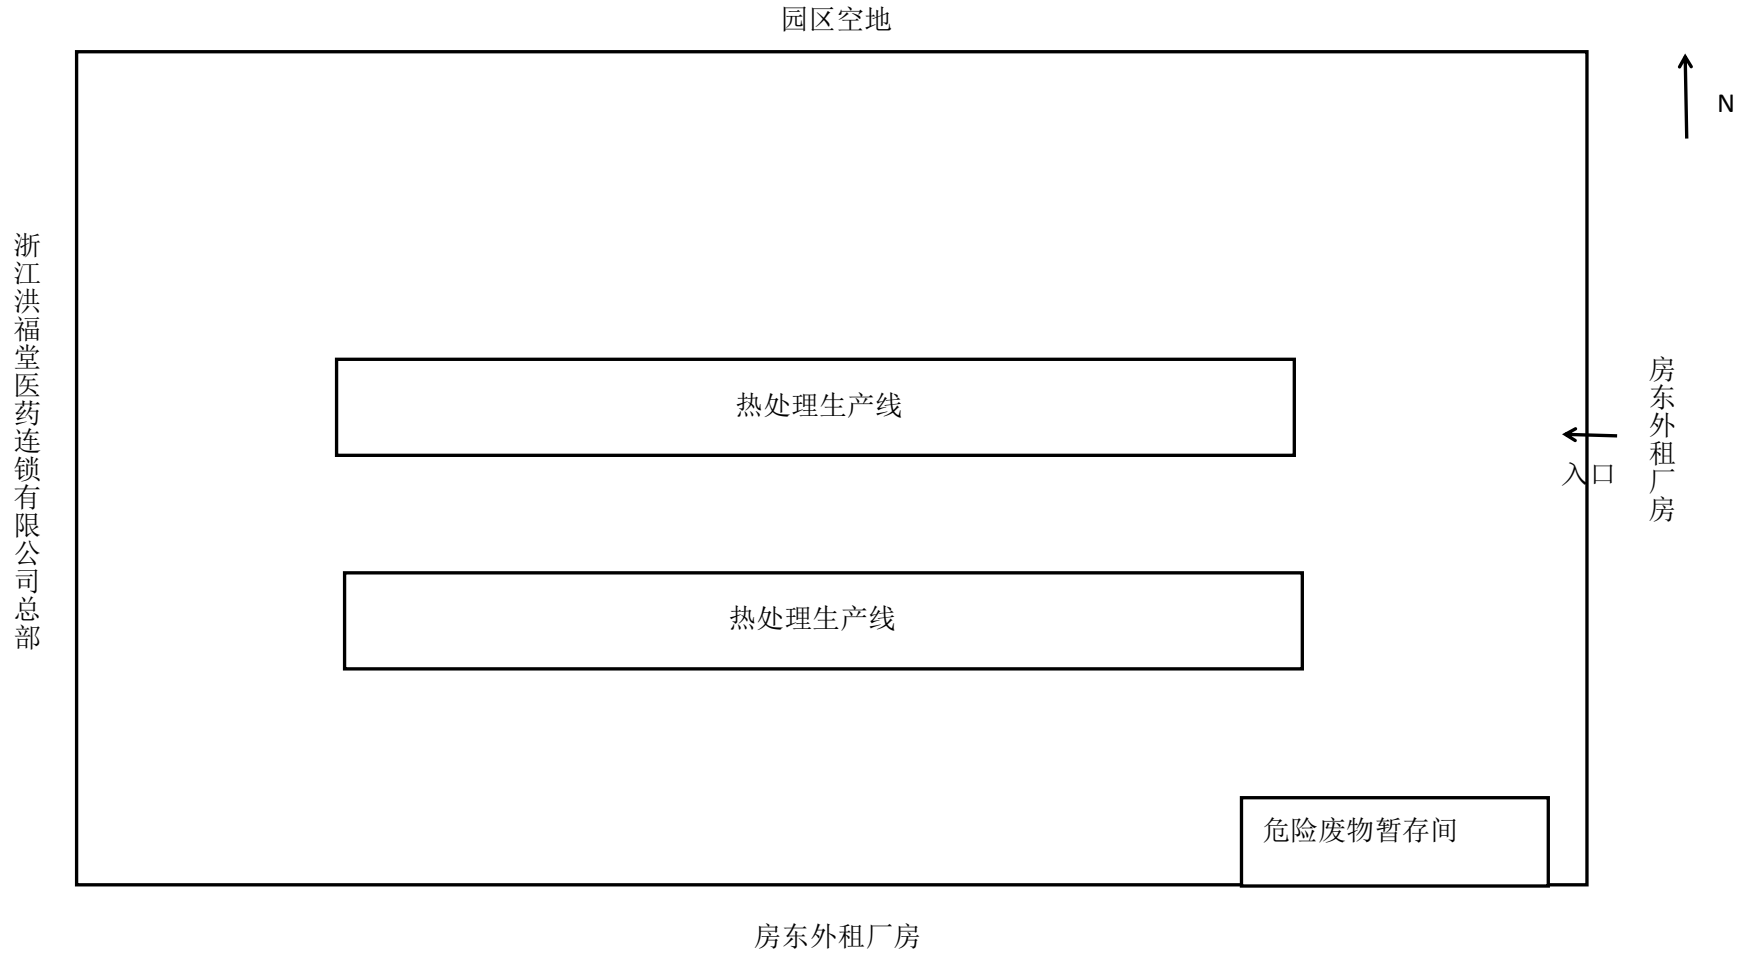 园区空地
N
浙江洪福堂医药连锁有限公司总部
热处理生产线
房东外租厂房
入口
热处理生产线
危险废物暂存间
房东外租厂房